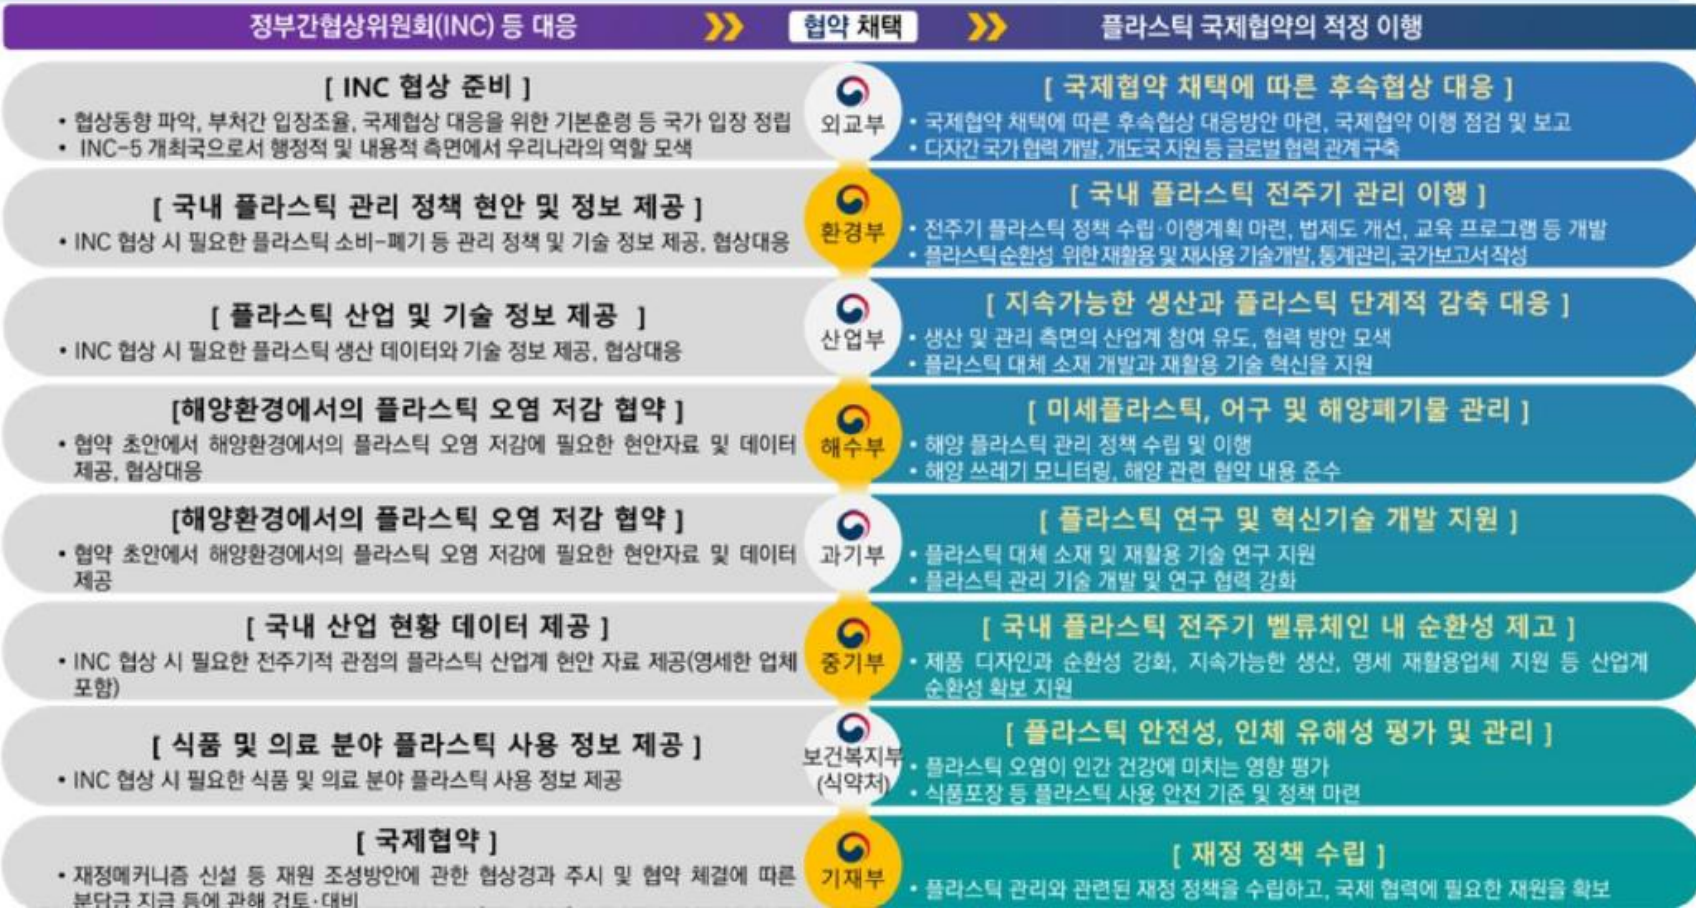 정부간협상위원회(INC) 등 대응
협약 채택
플라스틱 국제협약의 적정 이행
[ INC 협상 준비 ]
• 협상동향 파악, 부처간 입장조율, 국제협상 대응을 위한 기본훈령 등 국가 입장 정립
• INC-5 개최국으로서 행정적 및 내용적 측면에서 우리나라의 역할 모색
외교부
[ 국제협약 채택에 따른 후속협상 대응 ]
• 국제협약 채택에 따른 후속협상 대응방안 마련, 국제협약 이행 점검 및 보고
• 다자간 국가 협력 개발, 개도국 지원 등 글로벌 협력 관계 구축
[ 국내 플라스틱 관리 정책 현안 및 정보 제공 ]
• INC 협상 시 필요한 플라스틱 소비-폐기 등 관리 정책 및 기술 정보 제공, 협상대응
환경부
[ 국내 플라스틱 전주기 관리 이행 ]
• 전주기 플라스틱 정책 수립·이행계획 마련, 법제도 개선, 교육 프로그램 등 개발
• 플라스틱순환성 위한 재활용 및 재사용 기술개발, 통계관리, 국가보고서 작성
[ 플라스틱 산업 및 기술 정보 제공 ]
• INC 협상 시 필요한 플라스틱 생산 데이터와 기술 정보 제공, 협상대응
산업부
[ 지속가능한 생산과 플라스틱 단계적 감축 대응 ]
• 생산 및 관리 측면의 산업계 참여 유도, 협력 방안 모색
• 플라스틱 대체 소재 개발과 재활용 기술 혁신을 지원
[해양환경에서의 플라스틱 오염 저감 협약 ]
• 협약 초안에서 해양환경에서의 플라스틱 오염 저감에 필요한 현안자료 및 데이터
제공, 협상대응
해수부
[ 미세플라스틱, 어구 및 해양폐기물 관리 ]
• 해양 플라스틱 관리 정책 수립 및 이행
• 해양 쓰레기 모니터링, 해양 관련 협약 내용 준수
[해양환경에서의 플라스틱 오염 저감 협약 ]
• 협약 초안에서 해양환경에서의 플라스틱 오염 저감에 필요한 현안자료 및 데이터
제공
과기부
[ 플라스틱 연구 및 혁신기술 개발 지원 ]
• 플라스틱 대체 소재 및 재활용 기술 연구 지원
• 플라스틱 관리 기술 개발 및 연구 협력 강화
[ 국내 산업 현황 데이터 제공 ]
• INC 협상 시 필요한 전주기적 관점의 플라스틱 산업계 현안 자료 제공(영세한 업체
포함)
중기부
[ 국내 플라스틱 전주기 벨류체인 내 순환성 제고 ]
• 제품 디자인과 순환성 강화, 지속가능한 생산, 영세 재활용업체 지원 등 산업계
순환성 확보 지원
[ 식품 및 의료 분야 플라스틱 사용 정보 제공 ]
• INC 협상 시 필요한 식품 및 의료 분야 플라스틱 사용 정보 제공
보건복지부
(식약처)
[ 플라스틱 안전성, 인체 유해성 평가 및 관리 ]
• 플라스틱 오염이 인간 건강에 미치는 영향 평가
• 식품포장 등 플라스틱 사용 안전 기준 및 정책 마련
[ 국제협약 ]
• 재정메커니즘 신설 등 재원 조성방안에 관한 협상경과 주시 및 협약 체결에 따른
분담금 지급 등에 관해 검토·대비
기재부
[ 재정 정책 수립 ]
• 플라스틱 관리와 관련된 재정 정책을 수립하고, 국제 협력에 필요한 재원을 확보